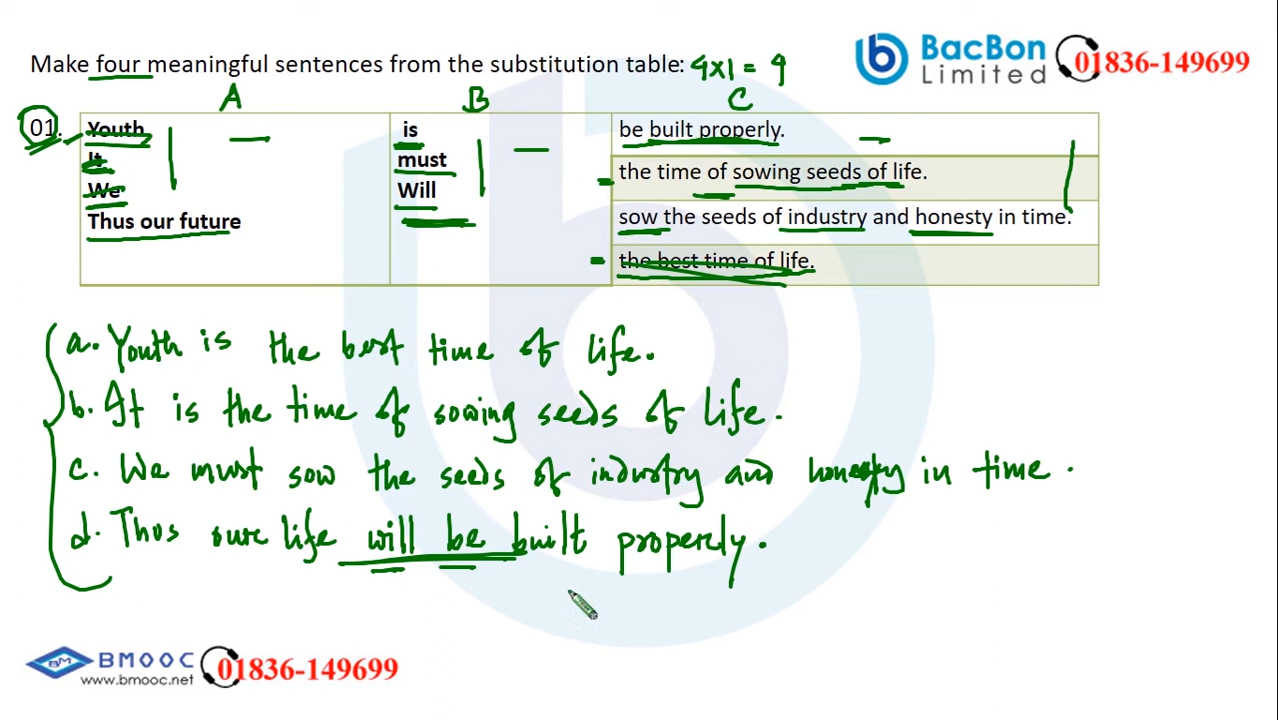 BacBon
Limited
01836-149699
Make four meaningful sentences from the substitution table: 4x1 = 4
A B C
01. Youth is be built properly.
It must the time of sowing seeds of life.
We Will sow the seeds of industry and honesty in time.
Thus our future the best time of life.
a. Youth is the best time of life.
b. It is the time of sowing seeds of life.
c. We must sow the seeds of industry and honesty in time.
d. Thus our life will be built properly.
BM BMOOC
www.bmooc.net
01836-149699